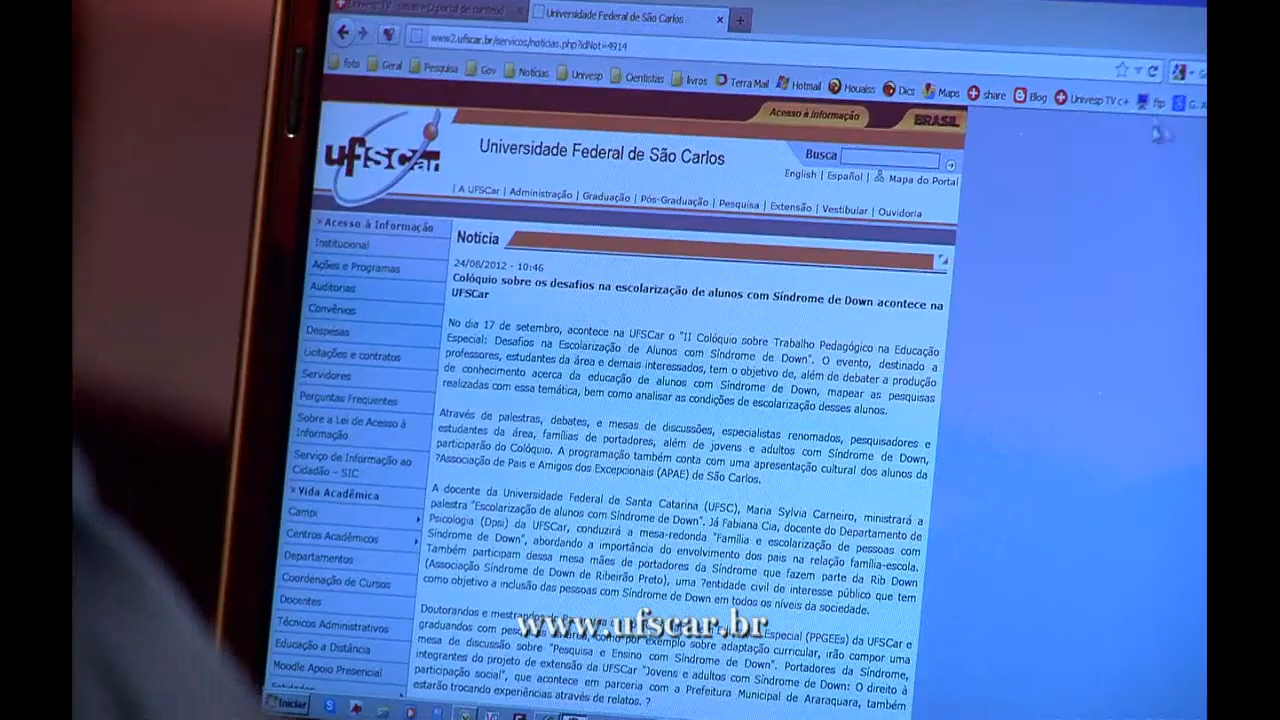 Universidade Federal de São Carlos
www2.ufscar.br/servicos/noticias.php?idNot=4914
foto Geral Pesquisa Gov Notícias Univesp Cientistas livros Terra Mail Hotmail Houaiss Dics Maps share Blog Univesp TV c+ ftp
Acesso à Informação BRASIL
ufscar
Universidade Federal de São Carlos
Busca
English | Español | Mapa do Portal
| A UFSCar | Administração | Graduação | Pós-Graduação | Pesquisa | Extensão | Vestibular | Ouvidoria
» Acesso à Informação
Institucional
Ações e Programas
Auditorias
Convênios
Despesas
Licitações e contratos
Servidores
Perguntas Frequentes
Sobre a Lei de Acesso à
Informação
Serviço de Informação ao
Cidadão - SIC
» Vida Acadêmica
Campi
Centros Acadêmicos
Departamentos
Coordenação de Cursos
Docentes
Técnicos Administrativos
Educação a Distância
Moodle Apoio Presencial
Notícia
24/08/2012 - 10:46
Colóquio sobre os desafios na escolarização de alunos com Síndrome de Down acontece na
UFSCar
No dia 17 de setembro, acontece na UFSCar o "II Colóquio sobre Trabalho Pedagógico na Educação
Especial: Desafios na Escolarização de Alunos com Síndrome de Down". O evento, destinado a
professores, estudantes da área e demais interessados, tem o objetivo de, além de debater a produção
de conhecimento acerca da educação de alunos com Síndrome de Down, mapear as pesquisas
realizadas com essa temática, bem como analisar as condições de escolarização desses alunos.
Através de palestras, debates, e mesas de discussões, especialistas renomados, pesquisadores e
estudantes da área, famílias de portadores, além de jovens e adultos com Síndrome de Down,
participarão do Colóquio. A programação também conta com uma apresentação cultural dos alunos da
?Associação de Pais e Amigos dos Excepcionais (APAE) de São Carlos.
A docente da Universidade Federal de Santa Catarina (UFSC), Maria Sylvia Carneiro, ministrará a
palestra "Escolarização de alunos com Síndrome de Down". Já Fabiana Cia, docente do Departamento de
Psicologia (Dpsi) da UFSCar, conduzirá a mesa-redonda "Família e escolarização de pessoas com
Síndrome de Down", abordando a importância do envolvimento dos pais na relação família-escola.
Também participam dessa mesa mães de portadores da Síndrome que fazem parte da Rib Down
(Associação Síndrome de Down de Ribeirão Preto), uma ?entidade civil de interesse público que tem
como objetivo a inclusão das pessoas com Síndrome de Down em todos os níveis da sociedade.
Doutorandos e mestrandos Especial (PPGEEs) da UFSCar e
graduandos com como por exemplo sobre adaptação curricular, irão compor uma
mesa de discussão sobre "Pesquisa e Ensino com Síndrome de Down". Portadores da Síndrome,
integrantes do projeto de extensão da UFSCar "Jovens e adultos com Síndrome de Down: O direito à
participação social", que acontece em parceria com a Prefeitura Municipal de Araraquara, também
estarão trocando experiências através de relatos. ?
www.ufscar.br
Iniciar